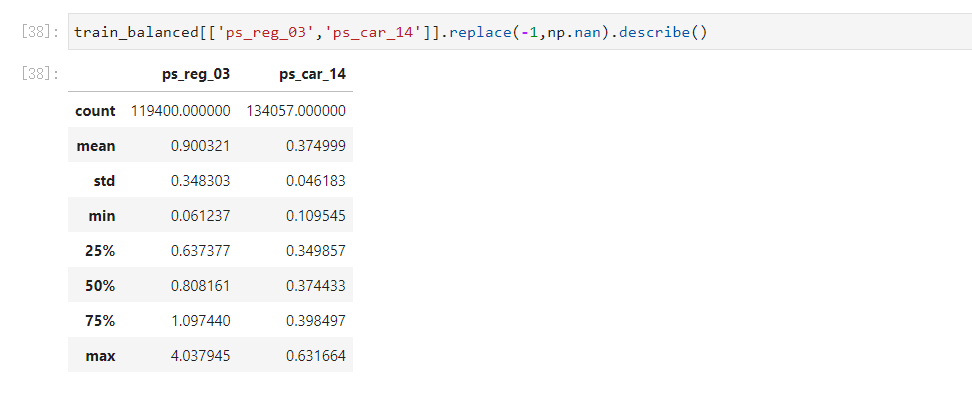 [38]: train_balanced[['ps_reg_03','ps_car_14']].replace(-1,np.nan).describe()
[38]:
ps_reg_03 ps_car_14
count 119400.000000 134057.000000
mean 0.900321 0.374999
std 0.348303 0.046183
min 0.061237 0.109545
25% 0.637377 0.349857
50% 0.808161 0.374433
75% 1.097440 0.398497
max 4.037945 0.631664